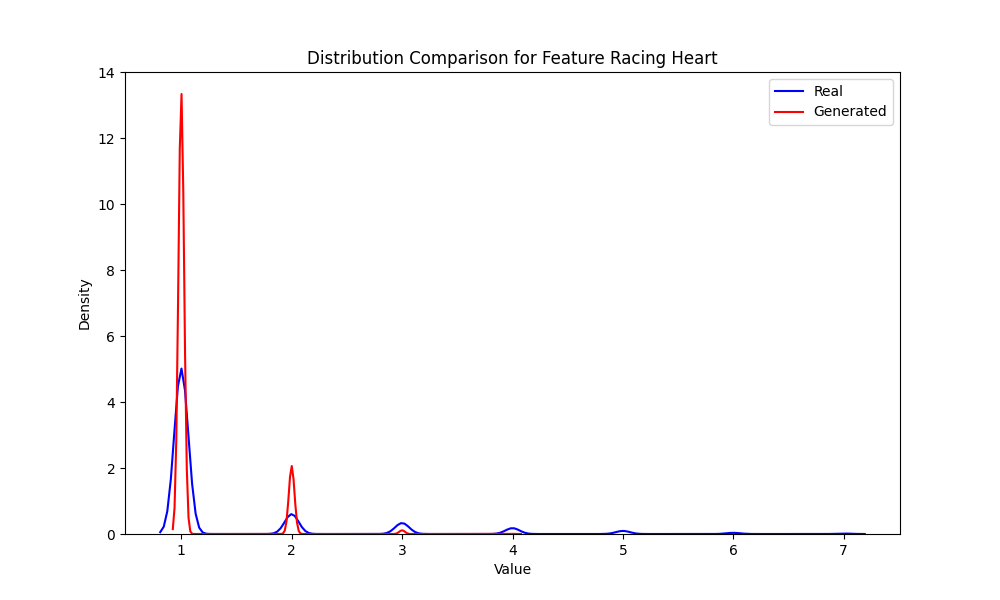 Distribution Comparison for Feature Racing Heart
Real
Generated
14
12
10
8
6
4
2
0
Density
1 2 3 4 5 6 7
Value